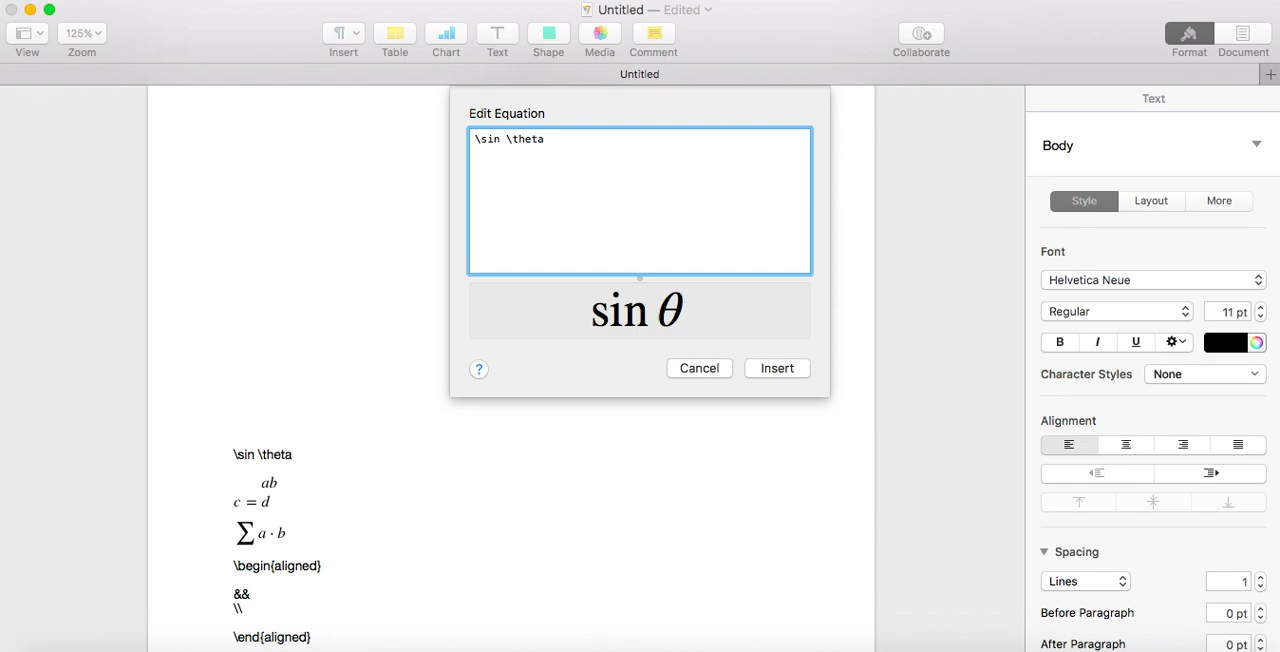 Untitled — Edited
125%
View Zoom Insert Table Chart Text Shape Media Comment Collaborate Format Document
Untitled
Edit Equation
\sin \theta
sin θ
? Cancel Insert
\sin \theta
ab
c = d
∑ a · b
\begin{aligned}
&&
\\
\end{aligned}
Text
Body
Style Layout More
Font
Helvetica Neue
Regular 11 pt
B I U
Character Styles None
Alignment
Spacing
Lines 1
Before Paragraph 0 pt
After Paragraph 0 pt